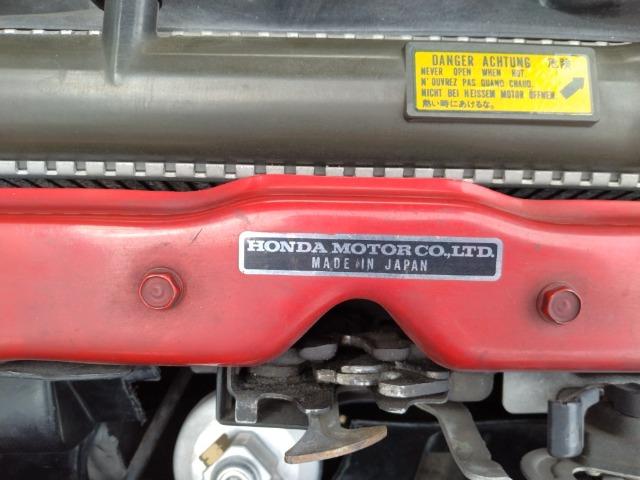 DANGER ACHTUNG 危険
NEVER OPEN WHEN HOT.
N'OUVREZ PAS QUAND CHAUD.
NICHT BEI HEISSEM MOTOR ÖFFNEN.
熱い時にあけるな。
HONDA MOTOR CO.,LTD.
MADE IN JAPAN